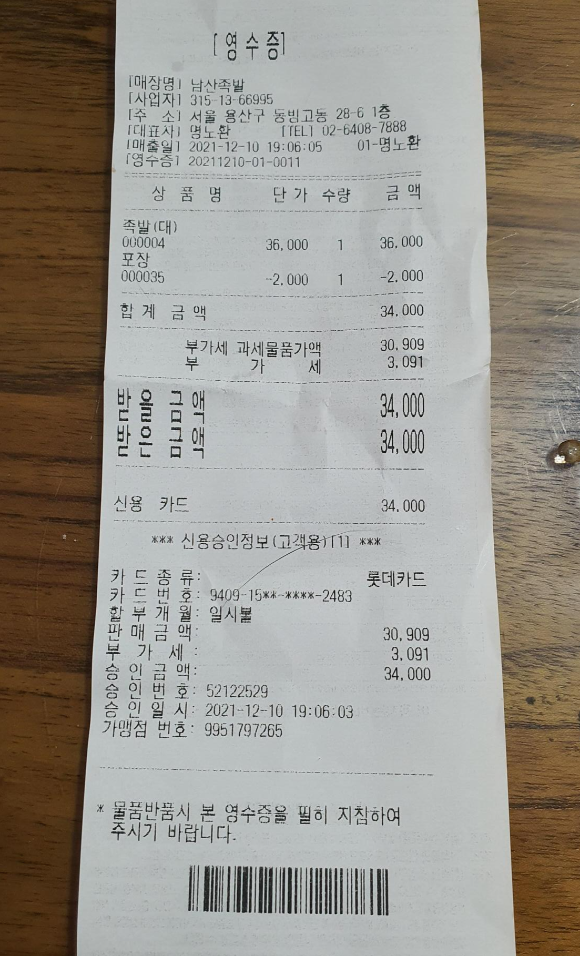 [영수증]
[매장명] 남산족발
[사업자] 315-13-66995
[주 소] 서울 용산구 동빙고동 28-6 1층
[대표자] 명노환 [TEL] 02-6408-7888
[매출일] 2021-12-10 19:06:05 01-명노환
[영수증] 20211210-01-0011
상 품 명 단 가 수량 금 액
족발(대)
000004 36,000 1 36,000
포장
000035 -2,000 1 -2,000
합 계 금 액 34,000
부가세 과세물품가액 30,909
부 가 세 3,091
받 을 금 액 34,000
받 은 금 액 34,000
신용 카드 34,000
*** 신용승인정보(고객용)[1] ***
카 드 종 류: 롯데카드
카 드 번 호: 9409-15**-****-2483
할 부 개 월: 일시불
판 매 금 액: 30,909
부 가 세 : 3,091
승 인 금 액: 34,000
승 인 번 호: 52122529
승 인 일 시: 2021-12-10 19:06:03
가맹점 번호: 9951797265
* 물품반품시 본 영수증을 필히 지참하여
주시기 바랍니다.